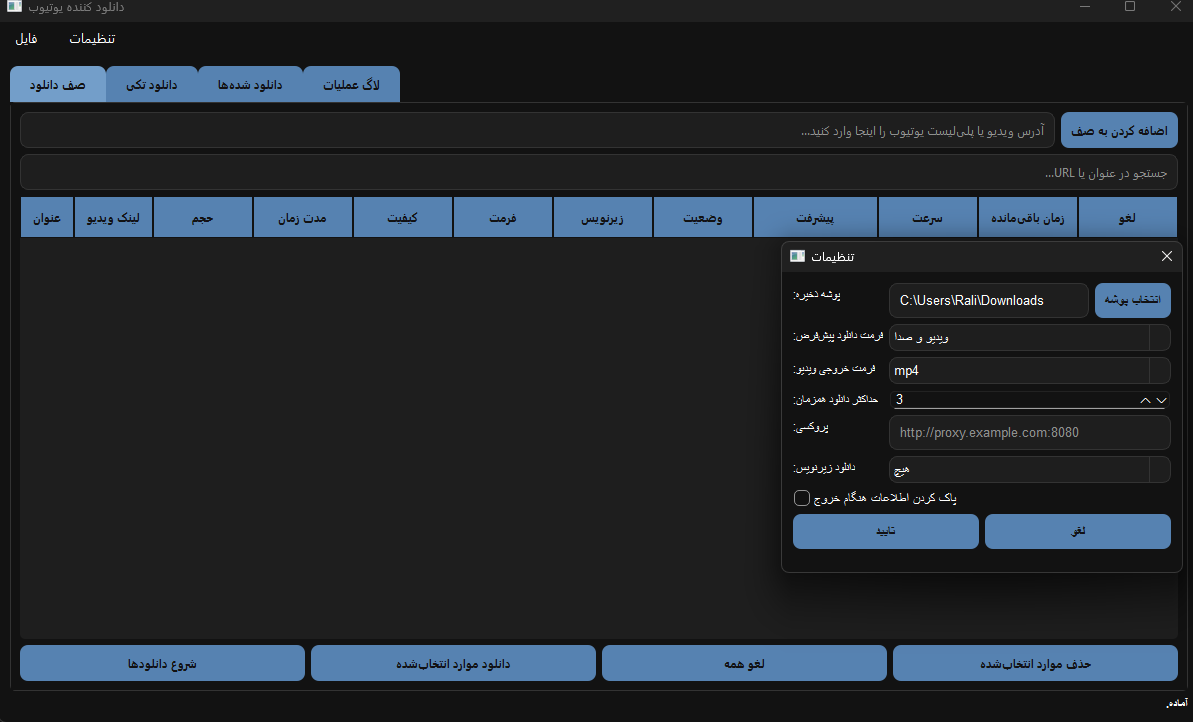 دانلود کننده یوتیوب
فایل
تنظیمات
صف دانلود
دانلود تکی
دانلود شده‌ها
لاگ عملیات
آدرس ویدیو یا پلی‌لیست یوتیوب را اینجا وارد کنید...
اضافه کردن به صف
جستجو در عنوان یا URL...
عنوان
لینک ویدیو
حجم
مدت زمان
کیفیت
فرمت
زیرنویس
وضعیت
پیشرفت
سرعت
زمان باقی‌مانده
لغو
تنظیمات
پوشه ذخیره:
C:\Users\Rali\Downloads
انتخاب پوشه
فرمت دانلود پیش‌فرض:
ویدیو و صدا
فرمت خروجی ویدیو:
mp4
حداکثر دانلود همزمان:
3
پروکسی:
http://proxy.example.com:8080
دانلود زیرنویس:
هیچ
پاک کردن اطلاعات هنگام خروج
تایید
لغو
شروع دانلودها
دانلود موارد انتخاب‌شده
لغو همه
حذف موارد انتخاب‌شده
آماده.